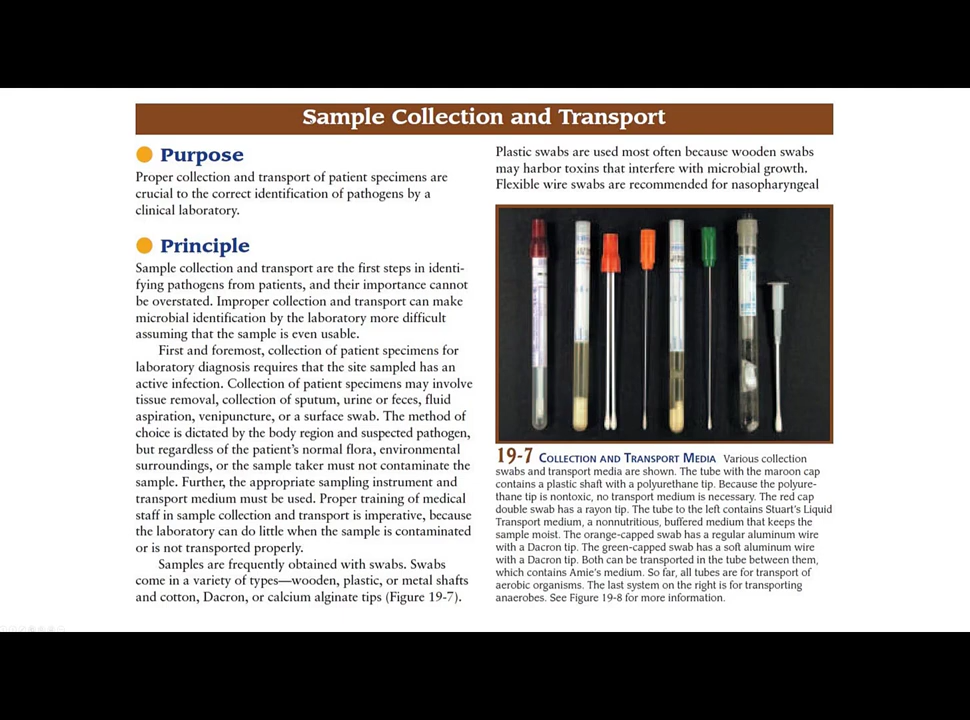 Sample Collection and Transport
Purpose
Proper collection and transport of patient specimens are
crucial to the correct identification of pathogens by a
clinical laboratory.
Principle
Sample collection and transport are the first steps in identi-
fying pathogens from patients, and their importance cannot
be overstated. Improper collection and transport can make
microbial identification by the laboratory more difficult
assuming that the sample is even usable.
First and foremost, collection of patient specimens for
laboratory diagnosis requires that the site sampled has an
active infection. Collection of patient specimens may involve
tissue removal, collection of sputum, urine or feces, fluid
aspiration, venipuncture, or a surface swab. The method of
choice is dictated by the body region and suspected pathogen,
but regardless of the patient's normal flora, environmental
surroundings, or the sample taker must not contaminate the
sample. Further, the appropriate sampling instrument and
transport medium must be used. Proper training of medical
staff in sample collection and transport is imperative, because
the laboratory can do little when the sample is contaminated
or is not transported properly.
Samples are frequently obtained with swabs. Swabs
come in a variety of types—wooden, plastic, or metal shafts
and cotton, Dacron, or calcium alginate tips (Figure 19-7).
Plastic swabs are used most often because wooden swabs
may harbor toxins that interfere with microbial growth.
Flexible wire swabs are recommended for nasopharyngeal
19-7 Collection and Transport Media Various collection
swabs and transport media are shown. The tube with the maroon cap
contains a plastic shaft with a polyurethane tip. Because the polyure-
thane tip is nontoxic, no transport medium is necessary. The red cap
double swab has a rayon tip. The tube to the left contains Stuart's Liquid
Transport medium, a nonnutritious, buffered medium that keeps the
sample moist. The orange-capped swab has a regular aluminum wire
with a Dacron tip. The green-capped swab has a soft aluminum wire
with a Dacron tip. Both can be transported in the tube between them,
which contains Amie's medium. So far, all tubes are for transport of
aerobic organisms. The last system on the right is for transporting
anaerobes. See Figure 19-8 for more information.